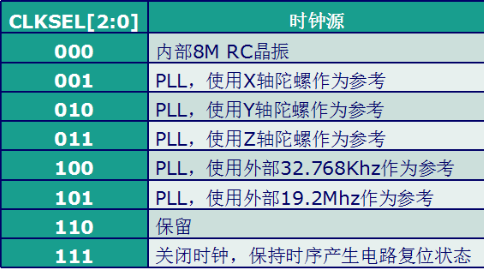 CLKSEL[2:0] 时钟源
000 内部8M RC晶振
001 PLL，使用X轴陀螺作为参考
010 PLL，使用Y轴陀螺作为参考
011 PLL，使用Z轴陀螺作为参考
100 PLL，使用外部32.768Khz作为参考
101 PLL，使用外部19.2Mhz作为参考
110 保留
111 关闭时钟，保持时序产生电路复位状态